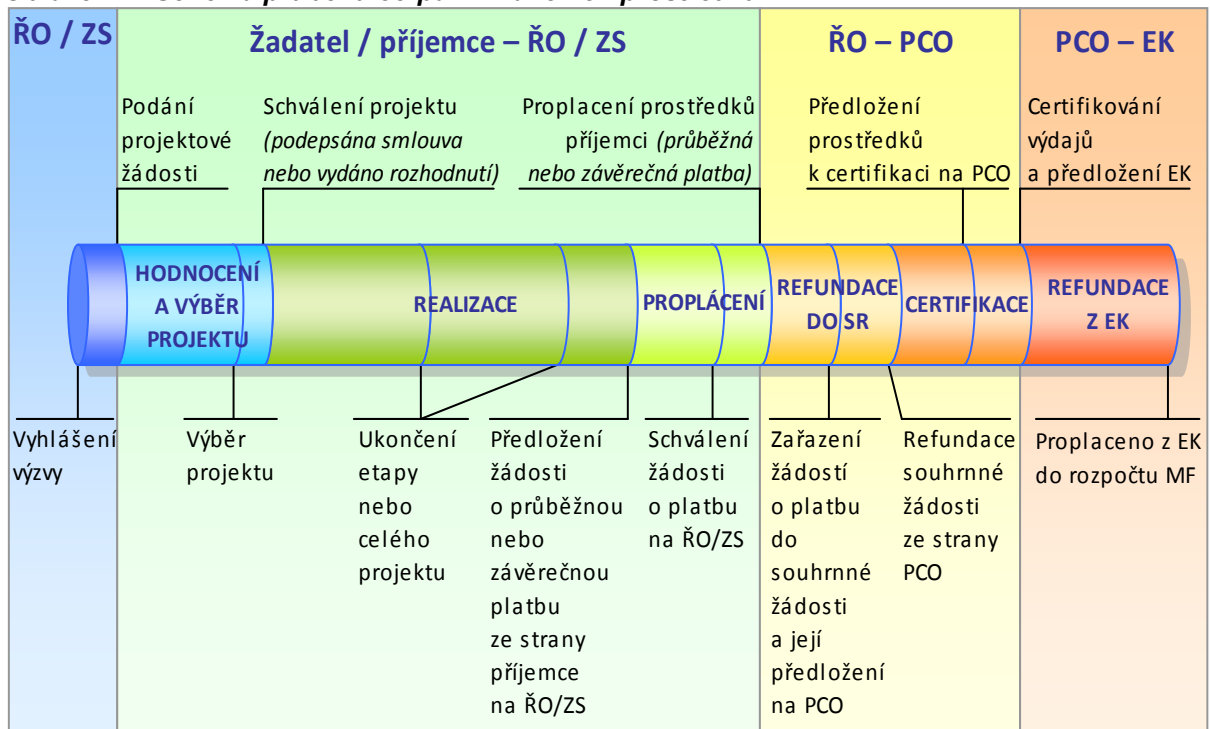 ŘO / ZS
Žadatel / příjemce – ŘO / ZS
ŘO – PCO
PCO – EK
Podání
projektové
žádosti
Schválení projektu
(podepsána smlouva
nebo vydáno rozhodnutí)
Proplacení prostředků
příjemci (průběžná
nebo závěrečná platba)
Předložení
prostředků
k certifikaci na PCO
Certifikování
výdajů
a předložení EK
HODNOCENÍ
A VÝBĚR
PROJEKTU
REALIZACE
PROPLÁCENÍ
REFUNDACE
DO SR
CERTIFIKACE
REFUNDACE
Z EK
Vyhlášení
výzvy
Výběr
projektu
Ukončení
etapy
nebo
celého
projektu
Předložení
žádosti
o průběžnou
nebo
závěrečnou
platbu
ze strany
příjemce
na ŘO/ZS
Schválení
žádosti
o platbu
na ŘO/ZS
Zařazení
žádostí
o platbu
do
souhrnné
žádosti
a její
předložení
na PCO
Refundace
souhrnné
žádosti
ze strany
PCO
Proplaceno z EK
do rozpočtu MF